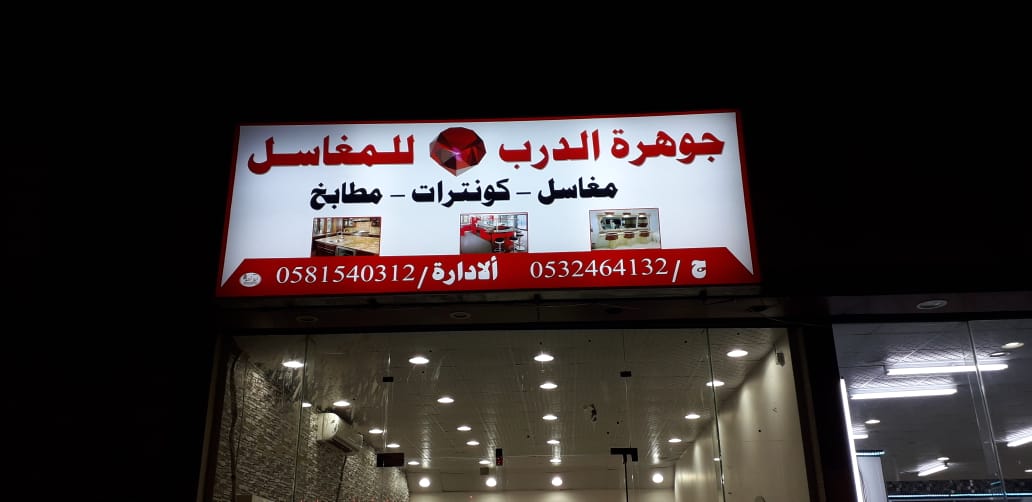 جوهرة الدرب للمغاسل
مغاسل - كونترات - مطابخ
ج / 0532464132 ألادارة / 0581540312